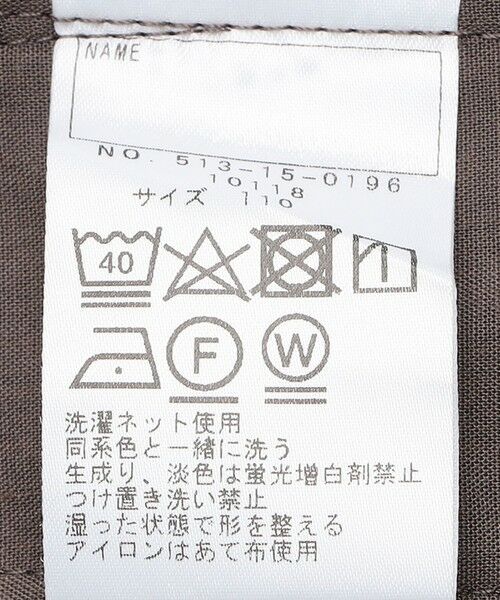 NAME
NO. 513-15-0196
10118
サイズ 110
40
F W
洗濯ネット使用
同系色と一緒に洗う
生成り、淡色は蛍光増白剤禁止
つけ置き洗い禁止
湿った状態で形を整える
アイロンはあて布使用